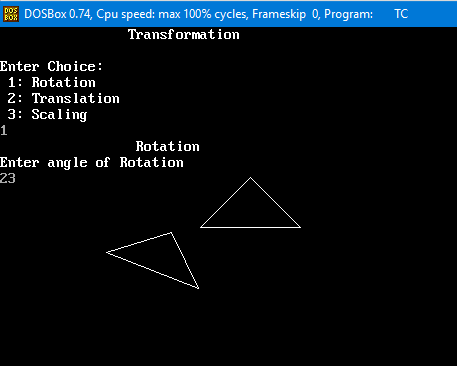 DOSBox 0.74, Cpu speed: max 100% cycles, Frameskip 0, Program: TC
Transformation
Enter Choice:
1: Rotation
2: Translation
3: Scaling
1
Rotation
Enter angle of Rotation
23